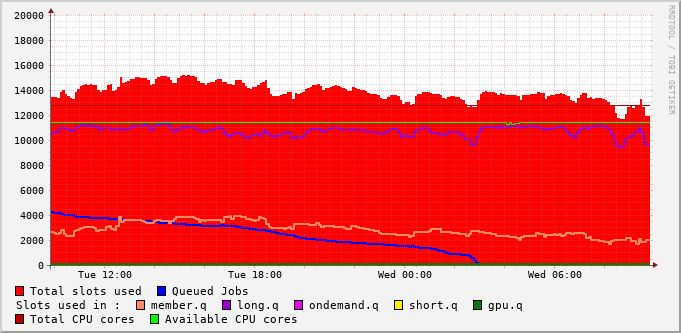 20000
18000
16000
14000
12000
10000
8000
6000
4000
2000
0
Tue 12:00 Tue 18:00 Wed 00:00 Wed 06:00
RRDTOOL / TOBI OETIKER
Total slots used Queued Jobs
Slots used in : member.q long.q ondemand.q short.q gpu.q
Total CPU cores Available CPU cores